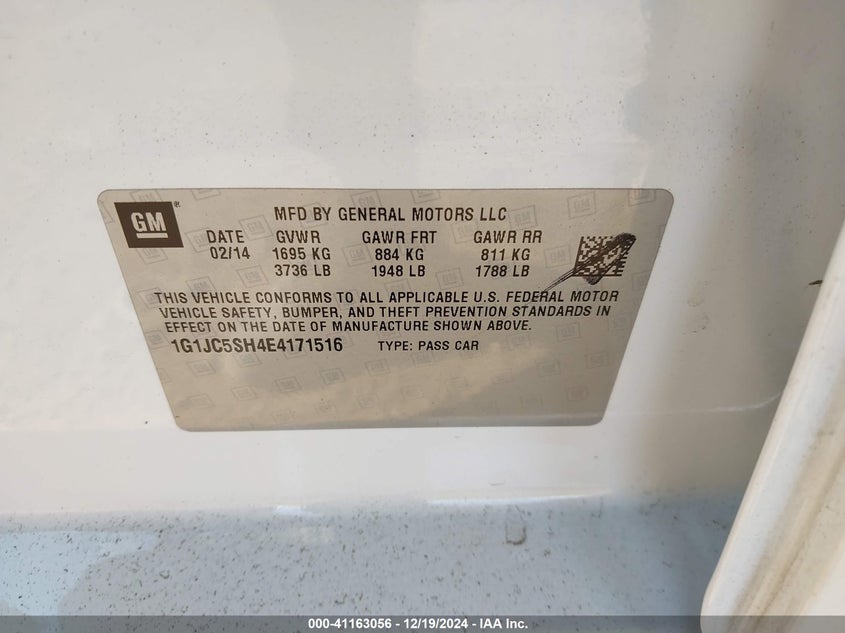 GM
MFD BY GENERAL MOTORS LLC
DATE GVWR GAWR FRT GAWR RR
02/14 1695 KG 884 KG 811 KG
3736 LB 1948 LB 1788 LB
THIS VEHICLE CONFORMS TO ALL APPLICABLE U.S. FEDERAL MOTOR
VEHICLE SAFETY, BUMPER, AND THEFT PREVENTION STANDARDS IN
EFFECT ON THE DATE OF MANUFACTURE SHOWN ABOVE.
1G1JC5SH4E4171516 TYPE: PASS CAR
000-41163056 - 12/19/2024 - IAA Inc.